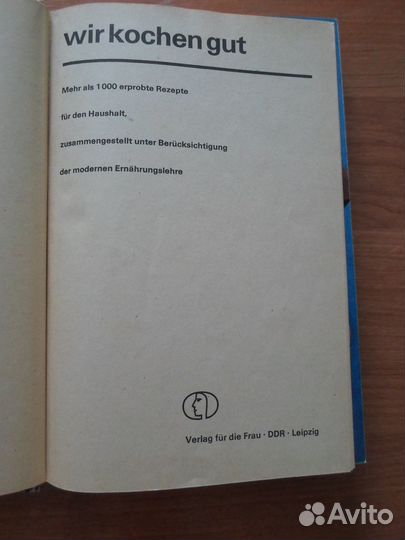 wir kochen gut
Mehr als 1000 erprobte Rezepte
für den Haushalt,
zusammengestellt unter Berücksichtigung
der modernen Ernährungslehre
Verlag für die Frau · DDR · Leipzig
Avito